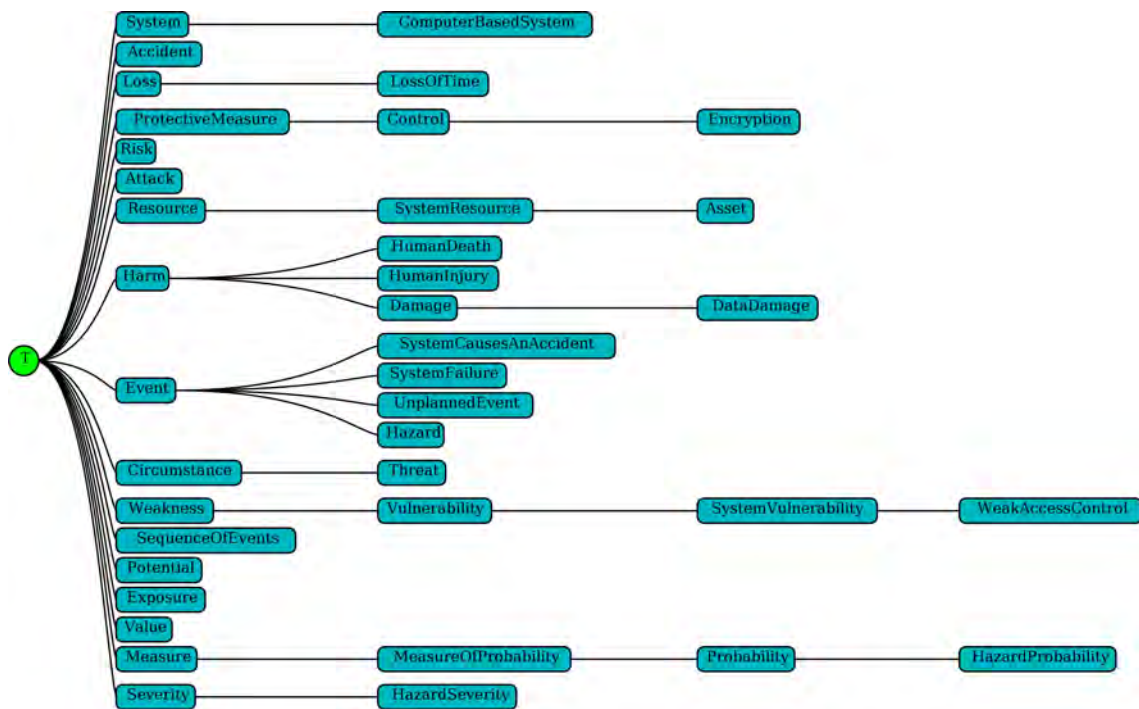 System ComputerBasedSystem
Accident
Loss LossOfTime
ProtectiveMeasure Control Encryption
Risk
Attack
Resource SystemResource Asset
HumanDeath
Harm HumanInjury
Damage DataDamage
SystemCausesAnAccident
T
SystemFailure
Event
UnplannedEvent
Hazard
Circumstance Threat
Weakness Vulnerability SystemVulnerability WeakAccessControl
SequenceOfEvents
Potential
Exposure
Value
Measure MeasureOfProbability Probability HazardProbability
Severity HazardSeverity